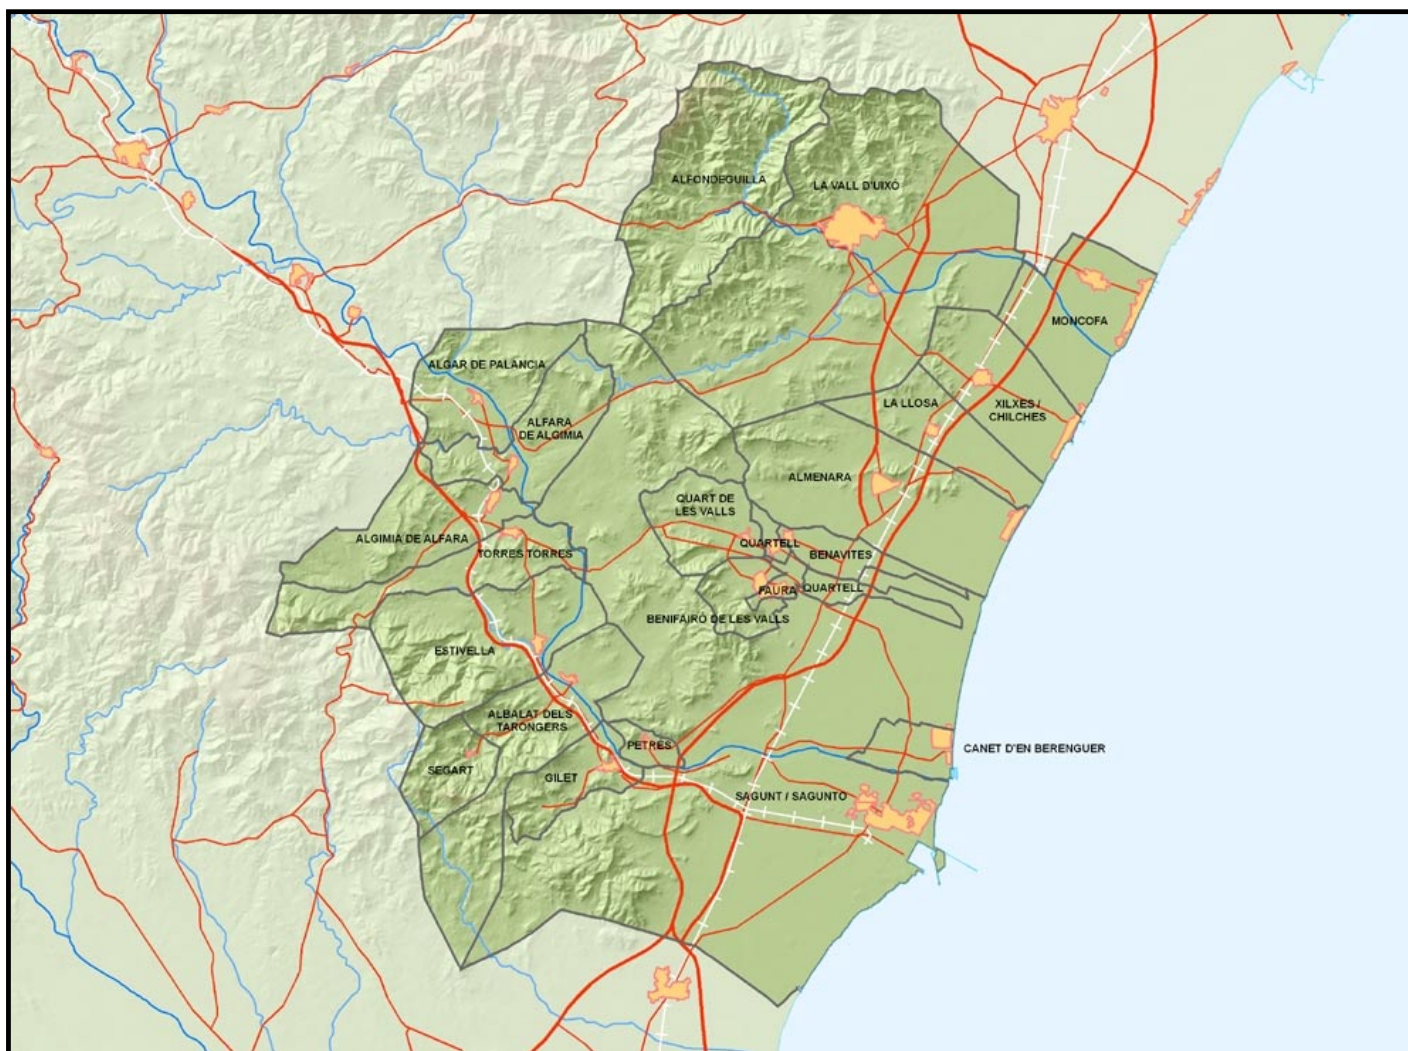 ALFONDEGUILLA
LA VALL D'UIXÓ
MONCOFA
ALGAR DE PALANCIA
LA LLOSA
XILXES /
CHILCHES
ALFARA
DE ALGIMIA
ALMENARA
QUART DE
LES VALLS
ALGIMIA DE ALFARA
TORRES TORRES
QUARTELL
BENAVITES
FAURA
QUARTELL
BENIFAIRÓ DE LES VALLS
ESTIVELLA
ALBALAT DELS
TARONGERS
PETRÉS
CANET D'EN BERENGUER
SEGART
GILET
SAGUNT / SAGUNTO